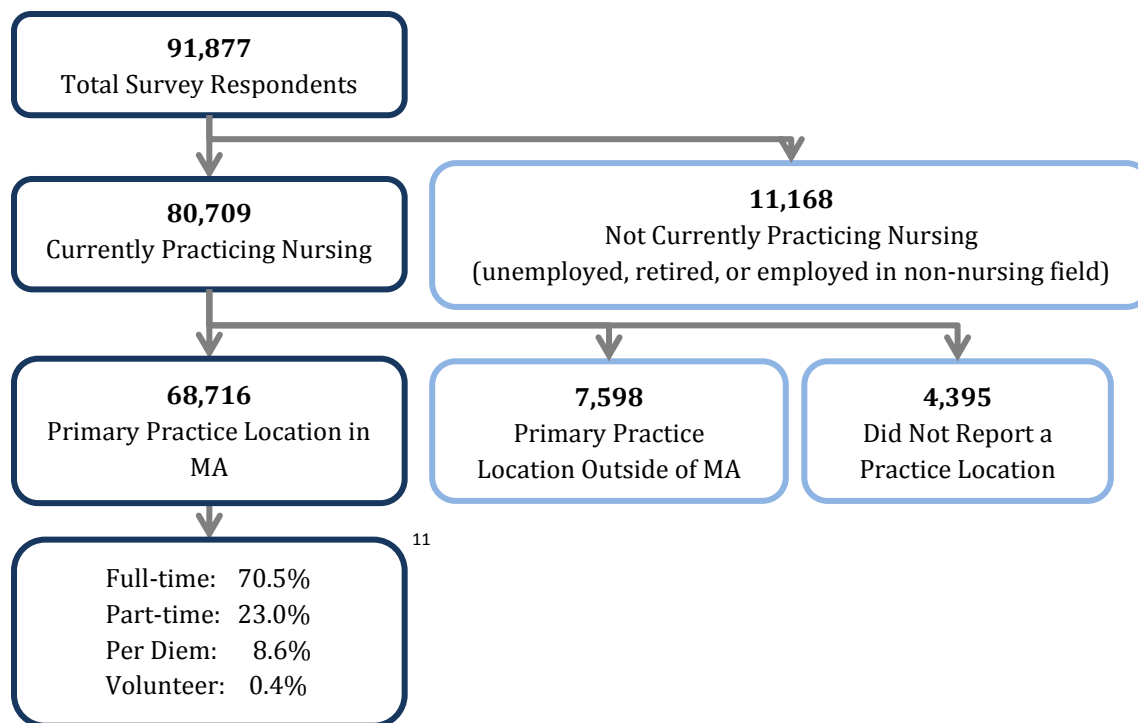 91,877
Total Survey Respondents
80,709
Currently Practicing Nursing
11,168
Not Currently Practicing Nursing
(unemployed, retired, or employed in non-nursing field)
68,716
Primary Practice Location in
MA
7,598
Primary Practice
Location Outside of MA
4,395
Did Not Report a
Practice Location
11
Full-time: 70.5%
Part-time: 23.0%
Per Diem: 8.6%
Volunteer: 0.4%